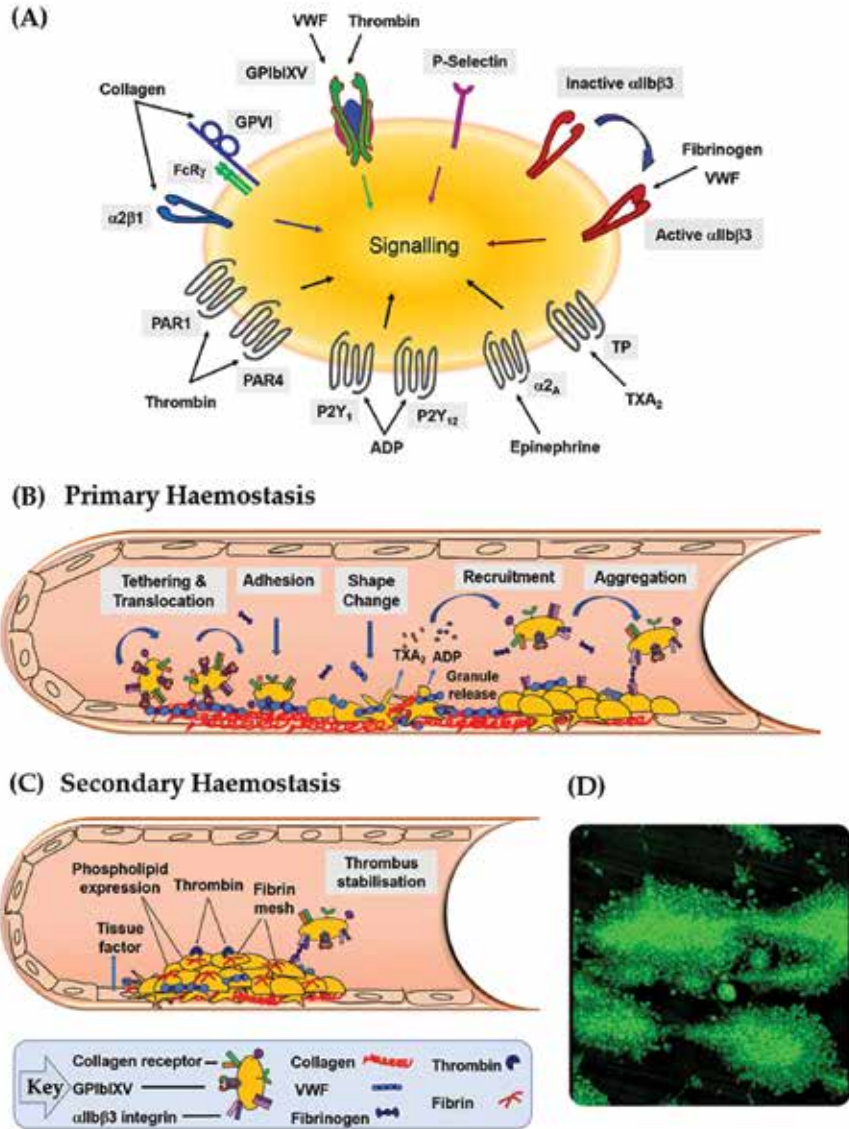 (A)
VWF Thrombin
GPIbIXV
P-Selectin
Inactive αIIbβ3
Collagen
GPVI
Fibrinogen
VWF
FcRγ
α2β1
Signalling
Active αIIbβ3
PAR1
PAR4
TP
Thrombin
P2Y₁
P2Y₁₂
α2ₐ
TXA₂
ADP
Epinephrine
(B) Primary Haemostasis
Tethering &
Translocation
Adhesion
Shape
Change
Recruitment
Aggregation
TXA₂ ADP
Granule
release
(C) Secondary Haemostasis
(D)
Phospholipid
expression
Thrombin
Fibrin
mesh
Thrombus
stabilisation
Tissue
factor
Key
Collagen receptor
GPIbIXV
αIIbβ3 integrin
Collagen
VWF
Fibrinogen
Thrombin
Fibrin